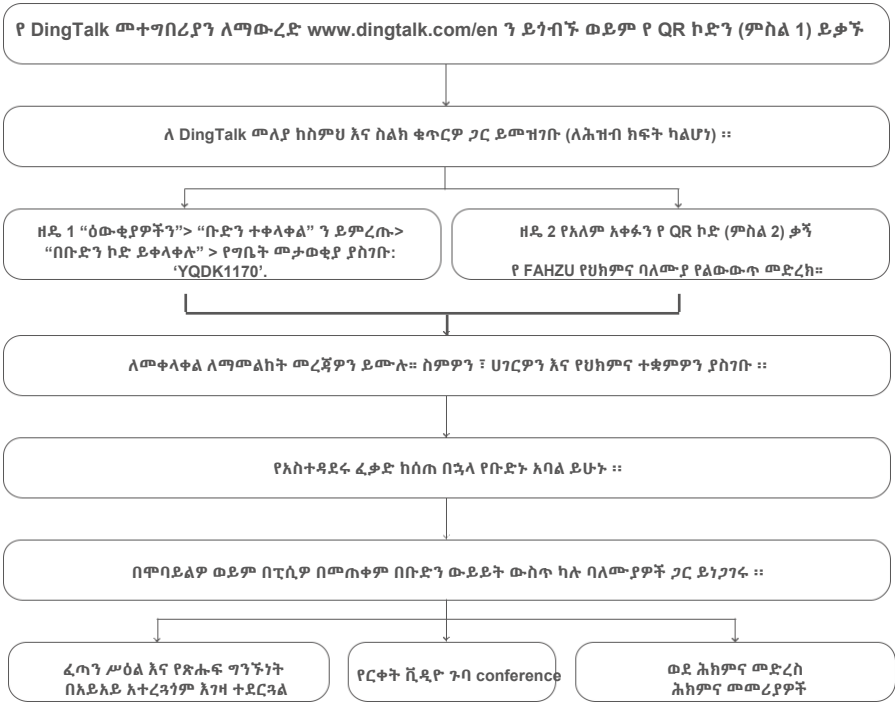 የ DingTalk መተግበሪያን ለማውረድ www.dingtalk.com/en ን ይጎብኙ ወይም የ QR ኮድን (ምስል 1) ይቃኙ
ለ DingTalk መለያ ከስምህ እና ስልክ ቁጥርዎ ጋር ይመዝገቡ (ለሕዝብ ክፍት ካልሆነ) ።
ዘዴ 1 “ዕውቂያዎችን”> “ቡድን ተቀላቀል” ን ይምረጡ>
“በቡድን ኮድ ይቀላቀሉ” > የግቤት መታወቂያ ያስገቡ:
‘YQDK1170’.
ዘዴ 2 የአለም አቀፉን የ QR ኮድ (ምስል 2) ቃኝ
የ FAHZU የህክምና ባለሙያ የልውውጥ መድረክ።
ለመቀላቀል ለማመልከት መረጃዎን ይሙሉ። ስምዎን ፣ ሀገርዎን እና የህክምና ተቋምዎን ያስገቡ ።
የአስተዳደሩ ፈቃድ ከሰጠ በኋላ የቡድኑ አባል ይሁኑ ።
በሞባይልዎ ወይም በፒሲዎ በመጠቀም በቡድን ውይይት ውስጥ ካሉ ባለሙያዎች ጋር ይነጋገሩ ።
ፈጣን ሥዕል እና የጽሑፍ ግንኙነት
በአይአይ አተረጓጎም እገዛ ተደርጓል
የርቀት ቪዲዮ ጉባ conference
ወደ ሕክምና መድረስ
ሕክምና መመሪያዎች